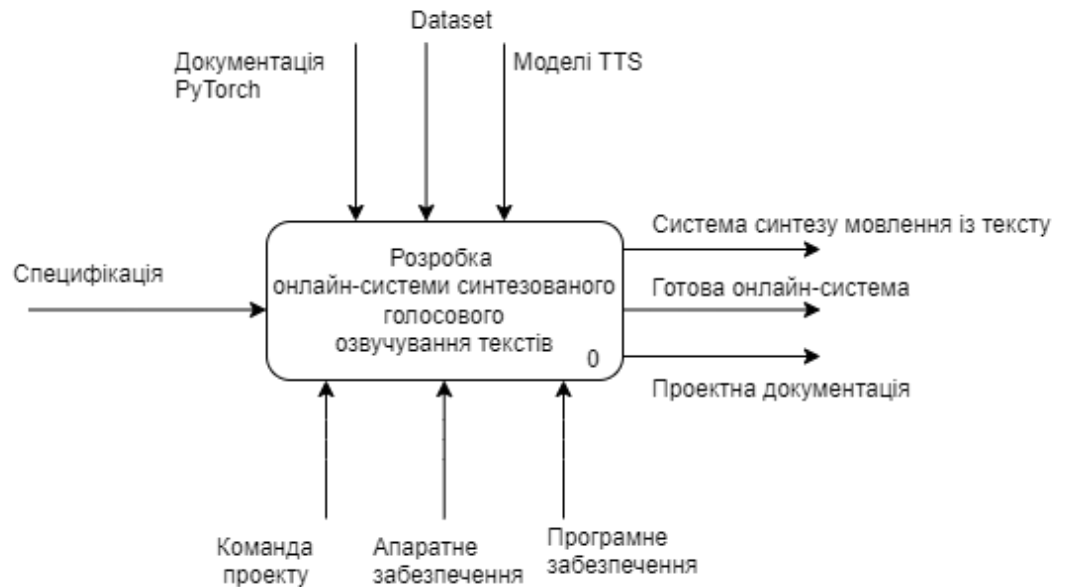 Dataset
Документація
PyTorch
Моделі TTS
Специфікація
Розробка
онлайн-системи синтезованого
голосового
озвучування текстів
0
Система синтезу мовлення із тексту
Готова онлайн-система
Проектна документація
Команда
проекту
Апаратне
забезпечення
Програмне
забезпечення